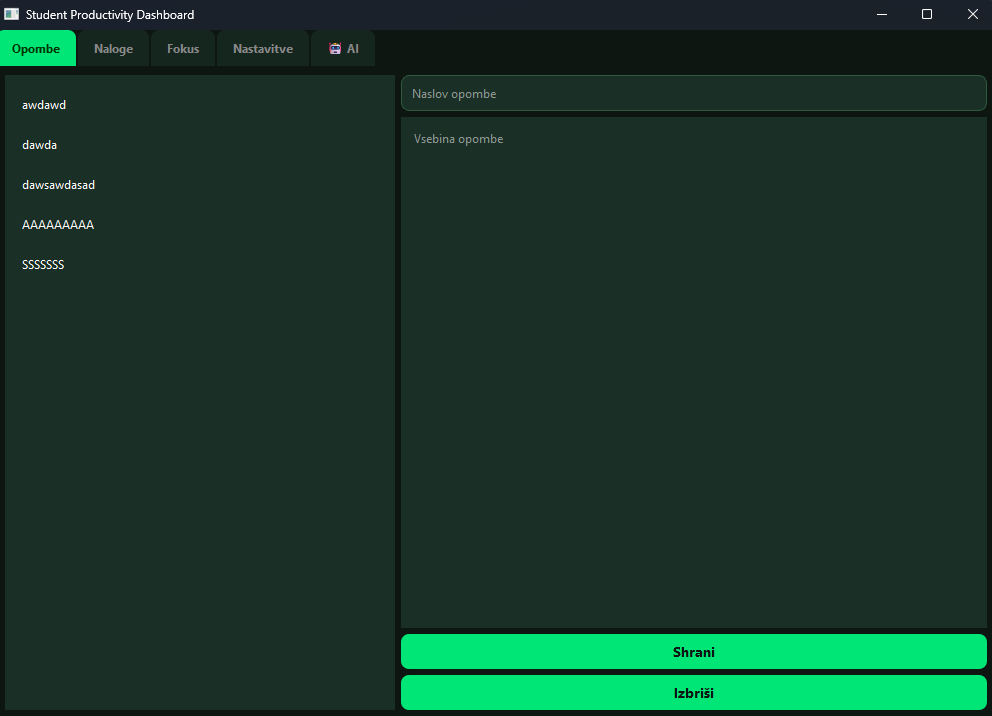 Student Productivity Dashboard
Opombe Naloge Fokus Nastavitve 🤖 AI
awdawd
dawda
dawsawdasad
AAAAAAAAA
SSSSSSS
Naslov opombe
Vsebina opombe
Shrani
Izbriši